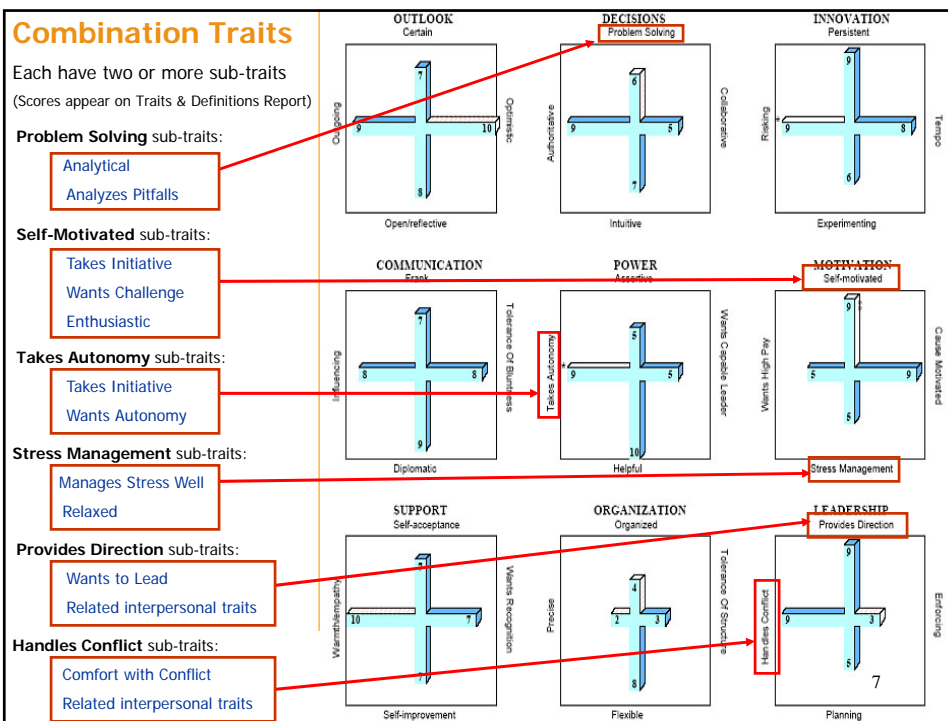 Combination Traits
Each have two or more sub-traits
(Scores appear on Traits & Definitions Report)
Problem Solving sub-traits:
Analytical
Analyzes Pitfalls
Self-Motivated sub-traits:
Takes Initiative
Wants Challenge
Enthusiastic
Takes Autonomy sub-traits:
Takes Initiative
Wants Autonomy
Stress Management sub-traits:
Manages Stress Well
Relaxed
Provides Direction sub-traits:
Wants to Lead
Related interpersonal traits
Handles Conflict sub-traits:
Comfort with Conflict
Related interpersonal traits
OUTLOOK
Certain
7
Outgoing
9
10
Optimistic
8
Open/reflective
DECISIONS
Problem Solving
6
Authoritative
9
5
Collaborative
7
Intuitive
INNOVATION
Persistent
9
Risking
*
9
8
Tempo
6
Experimenting
COMMUNICATION
Frank
7
Influencing
8
8
Tolerance Of Bluntness
9
Diplomatic
POWER
Assertive
5
Takes Autonomy
*
9
5
Wants Capable Leader
10
Helpful
MOTIVATION
Self-motivated
9
Wants High Pay
5
9
Cause Motivated
5
Stress Management
SUPPORT
Self-acceptance
7
Warmth/empathy
10
7
Wants Recognition
7
Self-improvement
ORGANIZATION
Organized
4
Precise
2
3
Tolerance Of Structure
8
Flexible
LEADERSHIP
Provides Direction
9
Handles Conflict
9
3
Enforcing
5
7
Planning